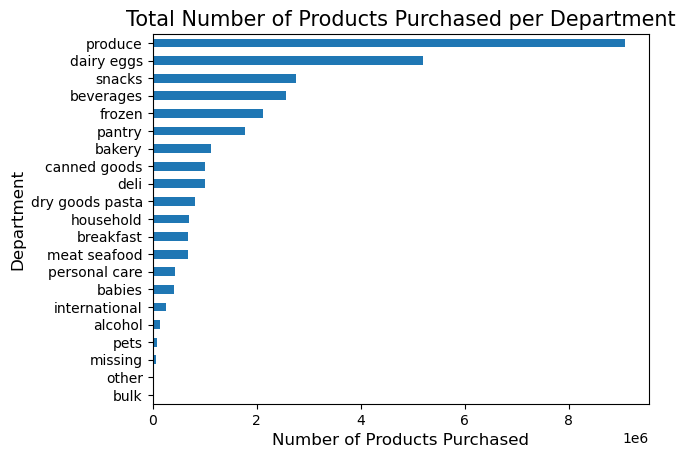 Total Number of Products Purchased per Department
produce
dairy eggs
snacks
beverages
frozen
pantry
bakery
canned goods
deli
dry goods pasta
household
breakfast
meat seafood
personal care
babies
international
alcohol
pets
missing
other
bulk
Department
0 2 4 6 8
1e6
Number of Products Purchased